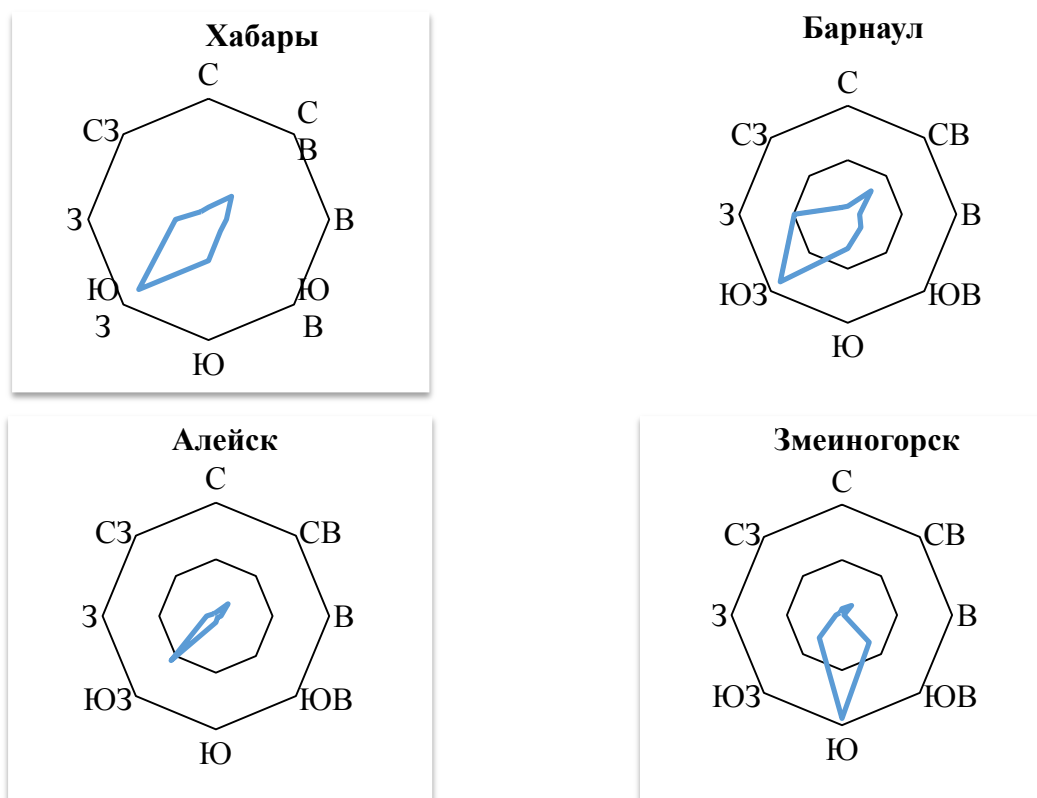 Хабары
С
СЗ
С
В
З
В
Ю
З
Ю
В
Ю
Барнаул
С
СЗ
СВ
З
В
ЮЗ
ЮВ
Ю
Алейск
С
СЗ
СВ
З
В
ЮЗ
ЮВ
Ю
Змеиногорск
С
СЗ
СВ
З
В
ЮЗ
ЮВ
Ю